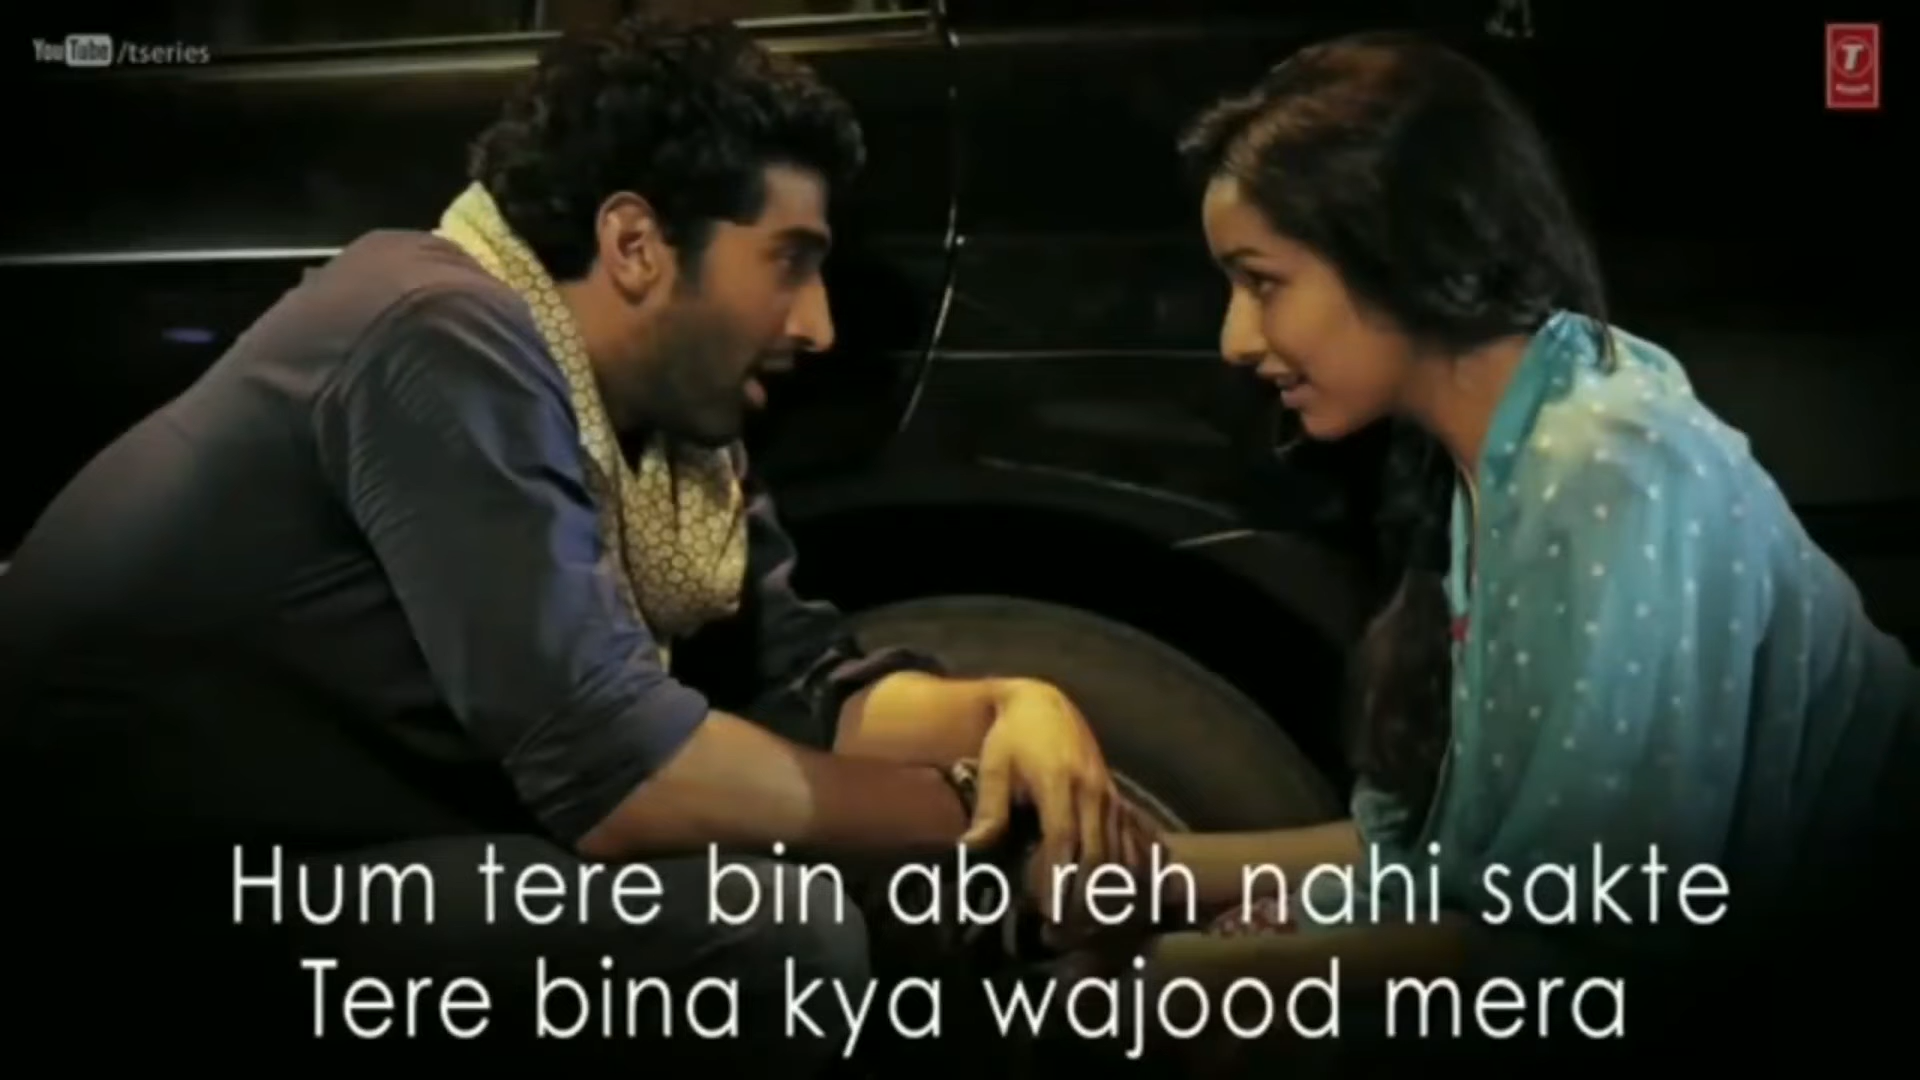 YouTube /tseries
T
Hum tere bin ab reh nahi sakte
Tere bina kya wajood mera